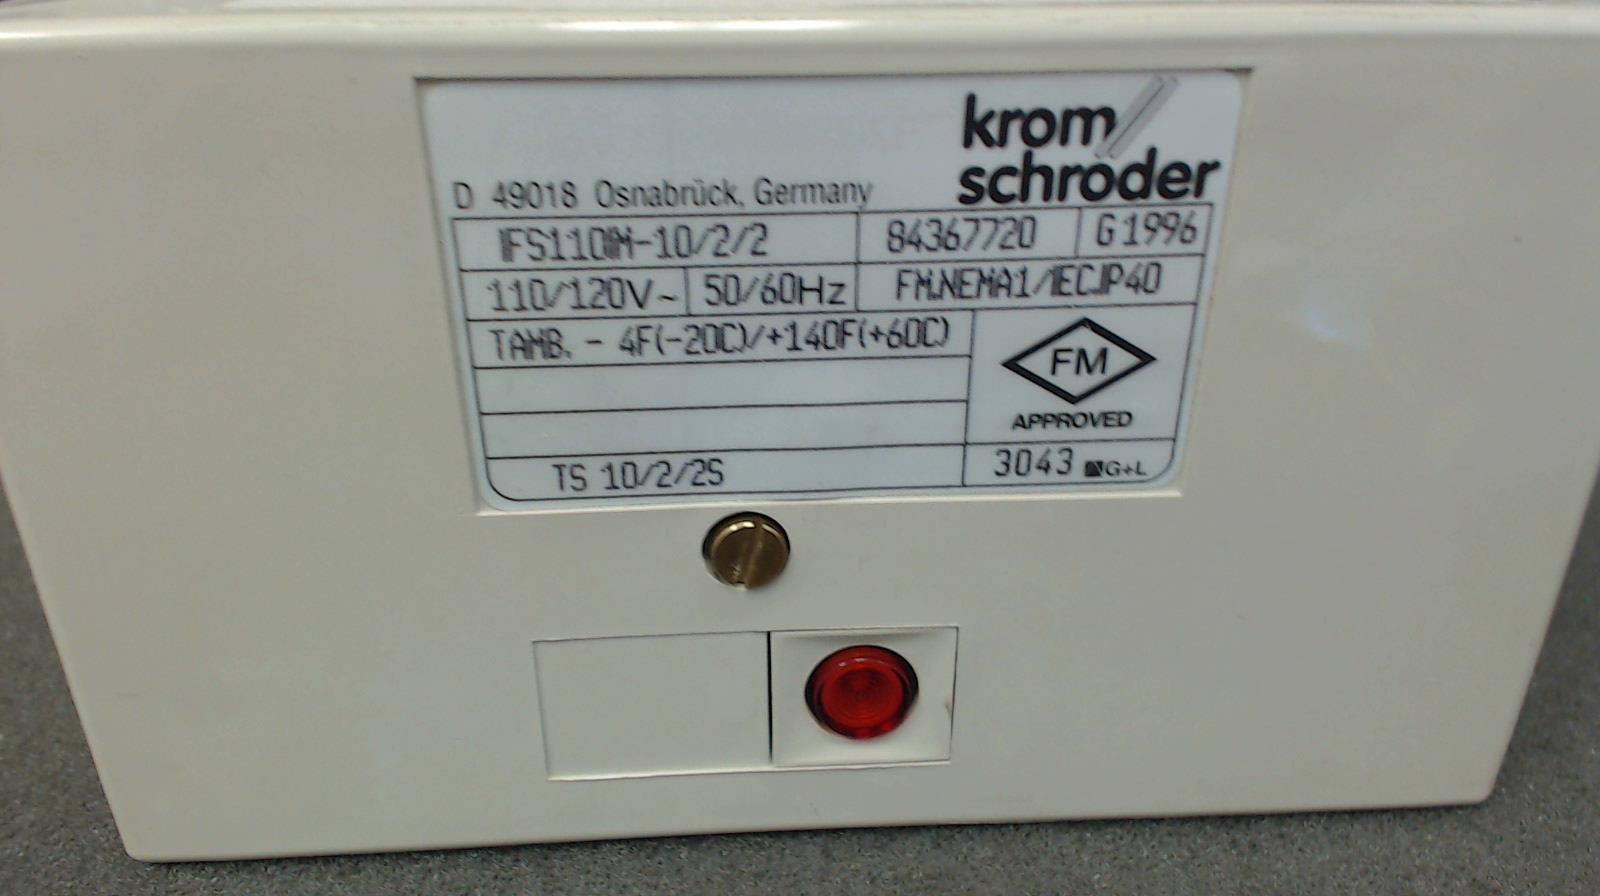 krom
schröder
D 49018 Osnabrück, Germany
IFS110IM-10/2/2 84367720 G1996
110/120V~ 50/60Hz FM.NEMA1/IEC.IP40
TAMB. - 4F(-20C)/+140F(+60C)
FM
APPROVED
TS 10/2/2S 3043 G+L